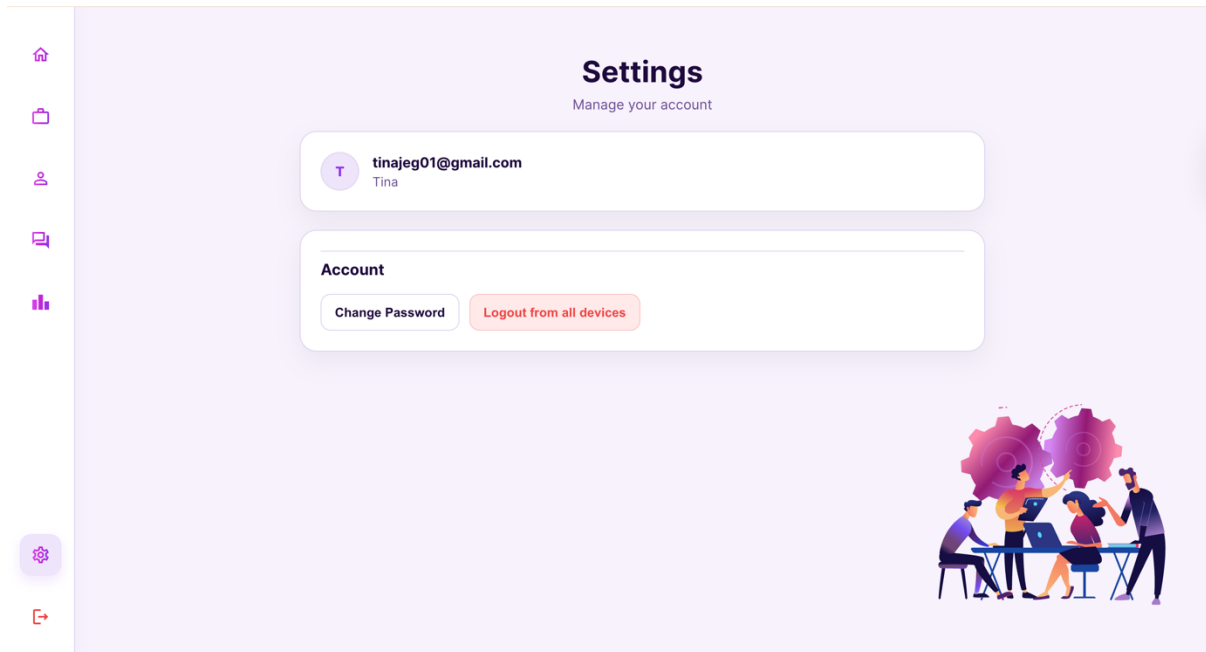 Settings
Manage your account
T
tinajeg01@gmail.com
Tina
Account
Change Password
Logout from all devices